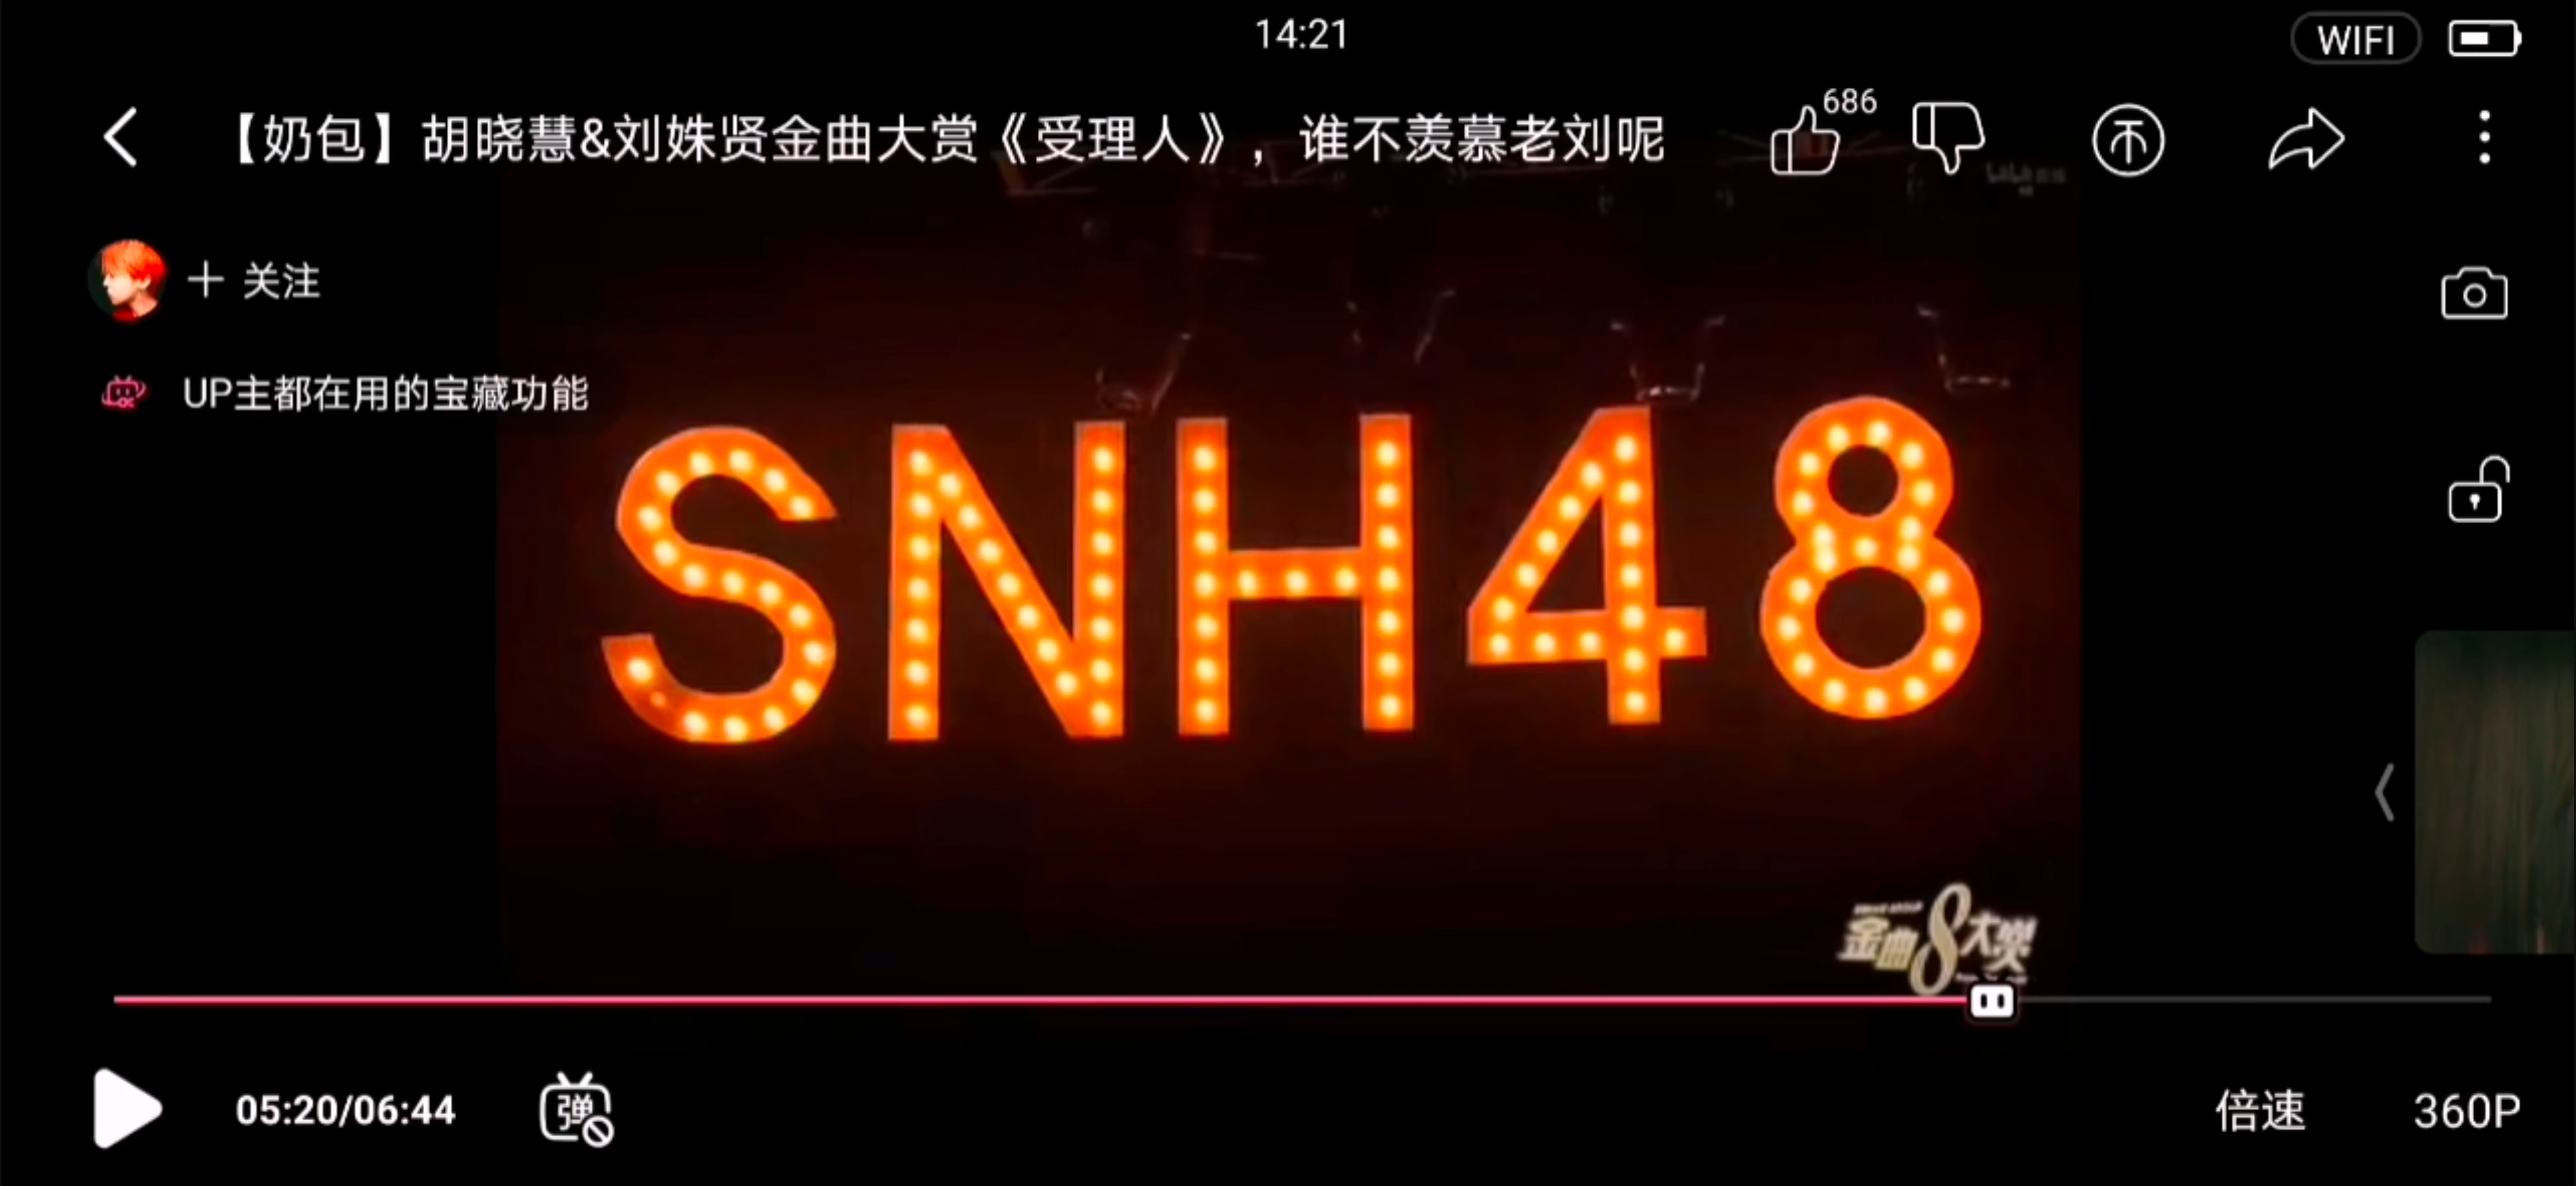 14:21
WIFI
【奶包】胡晓慧&刘姝贤金曲大赏《受理人》，谁不羡慕老刘呢
686
关注
UP主都在用的宝藏功能
SNH48
金曲8大樂
05:20/06:44
弹
倍速
360P